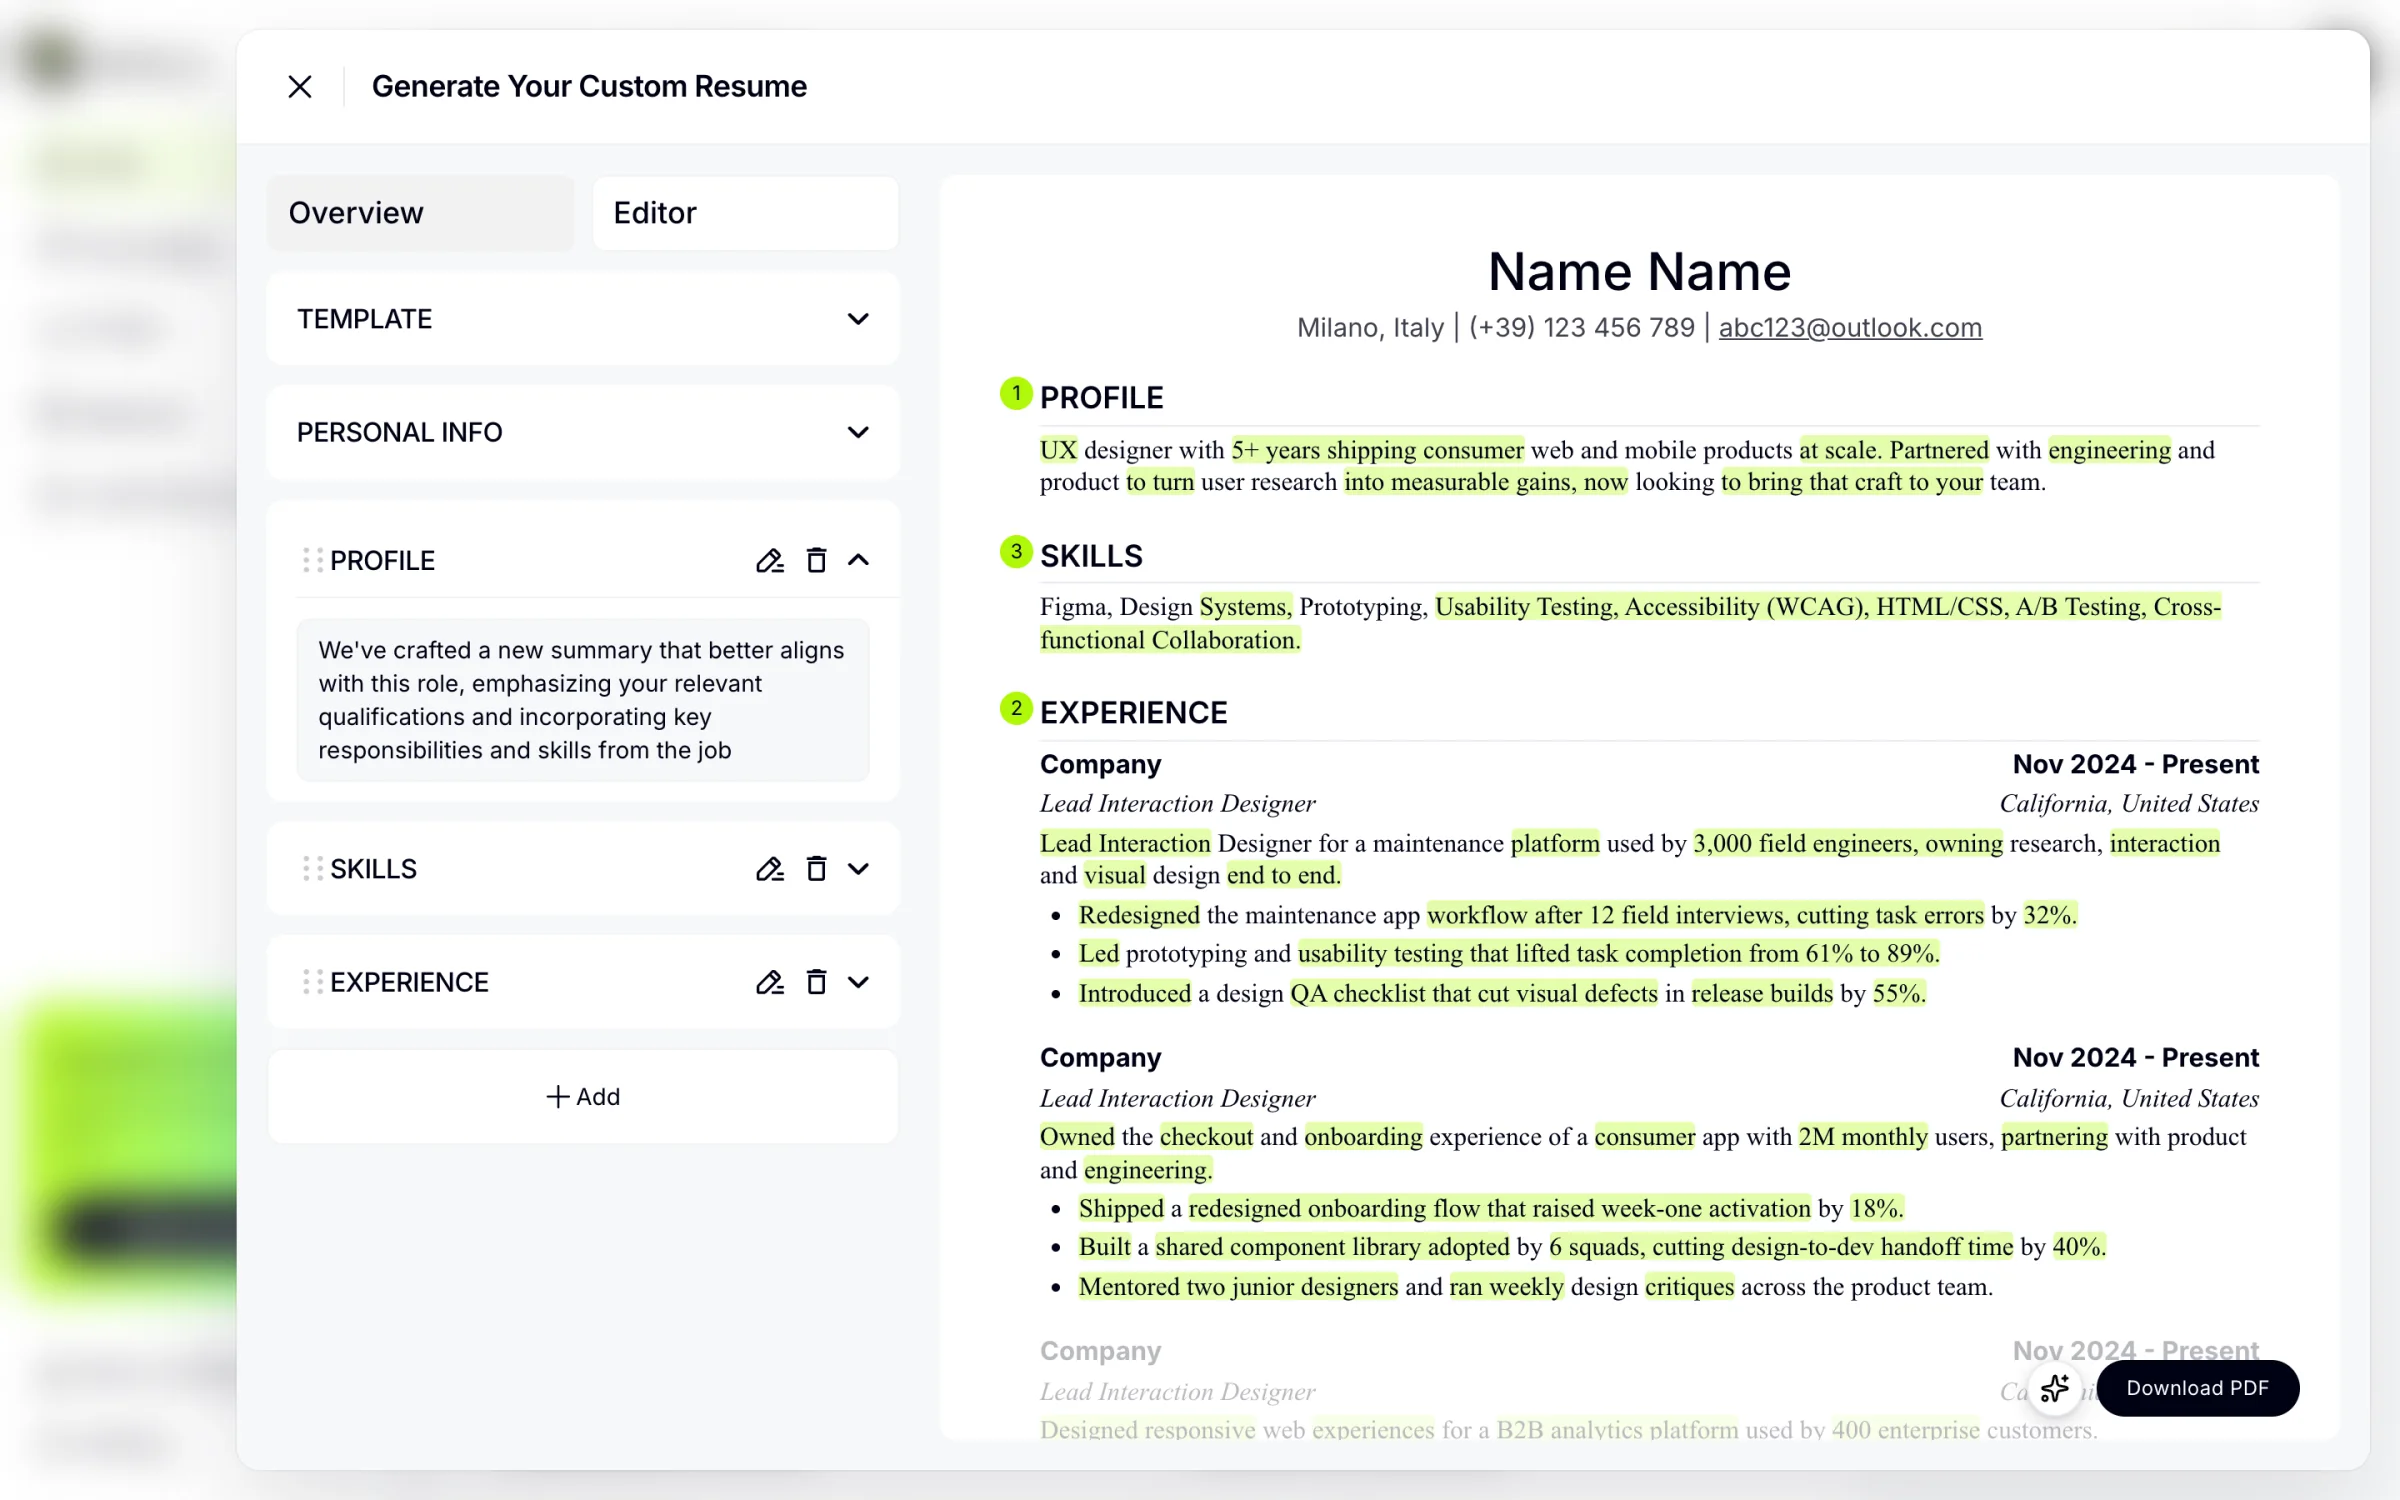 Generate Your Custom Resume
Overview
Editor
TEMPLATE
PERSONAL INFO
PROFILE
We've crafted a new summary that better aligns
with this role, emphasizing your relevant
qualifications and incorporating key
responsibilities and skills from the job
SKILLS
EXPERIENCE
Add
Name Name
Milano, Italy | (+39) 123 456 789 | abc123@outlook.com
1 PROFILE
UX designer with 5+ years shipping consumer web and mobile products at scale. Partnered with engineering and
product to turn user research into measurable gains, now looking to bring that craft to your team.
3 SKILLS
Figma, Design Systems, Prototyping, Usability Testing, Accessibility (WCAG), HTML/CSS, A/B Testing, Cross-
functional Collaboration.
2 EXPERIENCE
Company Nov 2024 - Present
Lead Interaction Designer California, United States
Lead Interaction Designer for a maintenance platform used by 3,000 field engineers, owning research, interaction
and visual design end to end.
• Redesigned the maintenance app workflow after 12 field interviews, cutting task errors by 32%.
• Led prototyping and usability testing that lifted task completion from 61% to 89%.
• Introduced a design QA checklist that cut visual defects in release builds by 55%.
Company Nov 2024 - Present
Lead Interaction Designer California, United States
Owned the checkout and onboarding experience of a consumer app with 2M monthly users, partnering with product
and engineering.
• Shipped a redesigned onboarding flow that raised week-one activation by 18%.
• Built a shared component library adopted by 6 squads, cutting design-to-dev handoff time by 40%.
• Mentored two junior designers and ran weekly design critiques across the product team.
Company Nov 2024 - Present
Lead Interaction Designer
Download PDF
Designed responsive web experiences for a B2B analytics platform used by 400 enterprise customers.